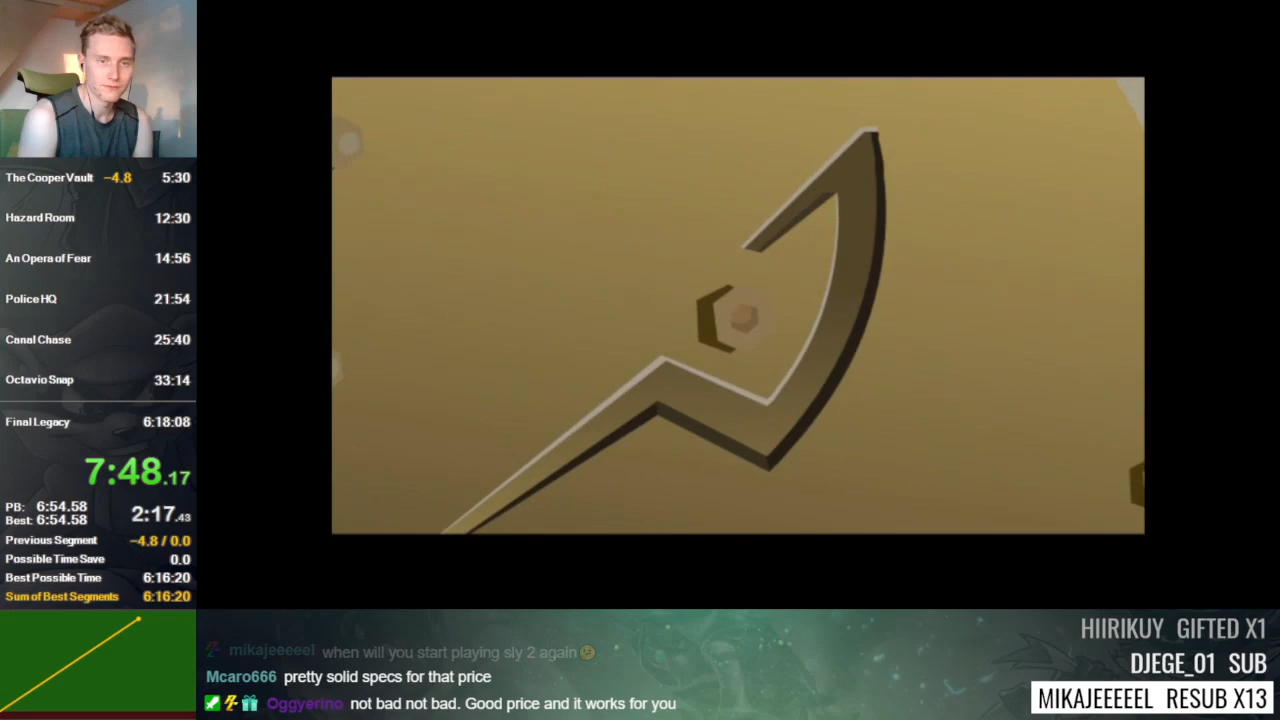 The Cooper Vault −4.8 5:30
Hazard Room 12:30
An Opera of Fear 14:56
Police HQ 21:54
Canal Chase 25:40
Octavio Snap 33:14
Final Legacy 6:18:08
7:48.17
PB: 6:54.58
Best: 6:54.58
2:17.43
Previous Segment −4.8 / 0.0
Possible Time Save 0.0
Best Possible Time 6:16:20
Sum of Best Segments 6:16:20
mikajeeeeel when will you start playing sly 2 again
Mcaro666 pretty solid specs for that price
Oggyerino not bad not bad. Good price and it works for you
HIIRIKUY GIFTED X1
DJEGE_01 SUB
MIKAJEEEEEL RESUB X13